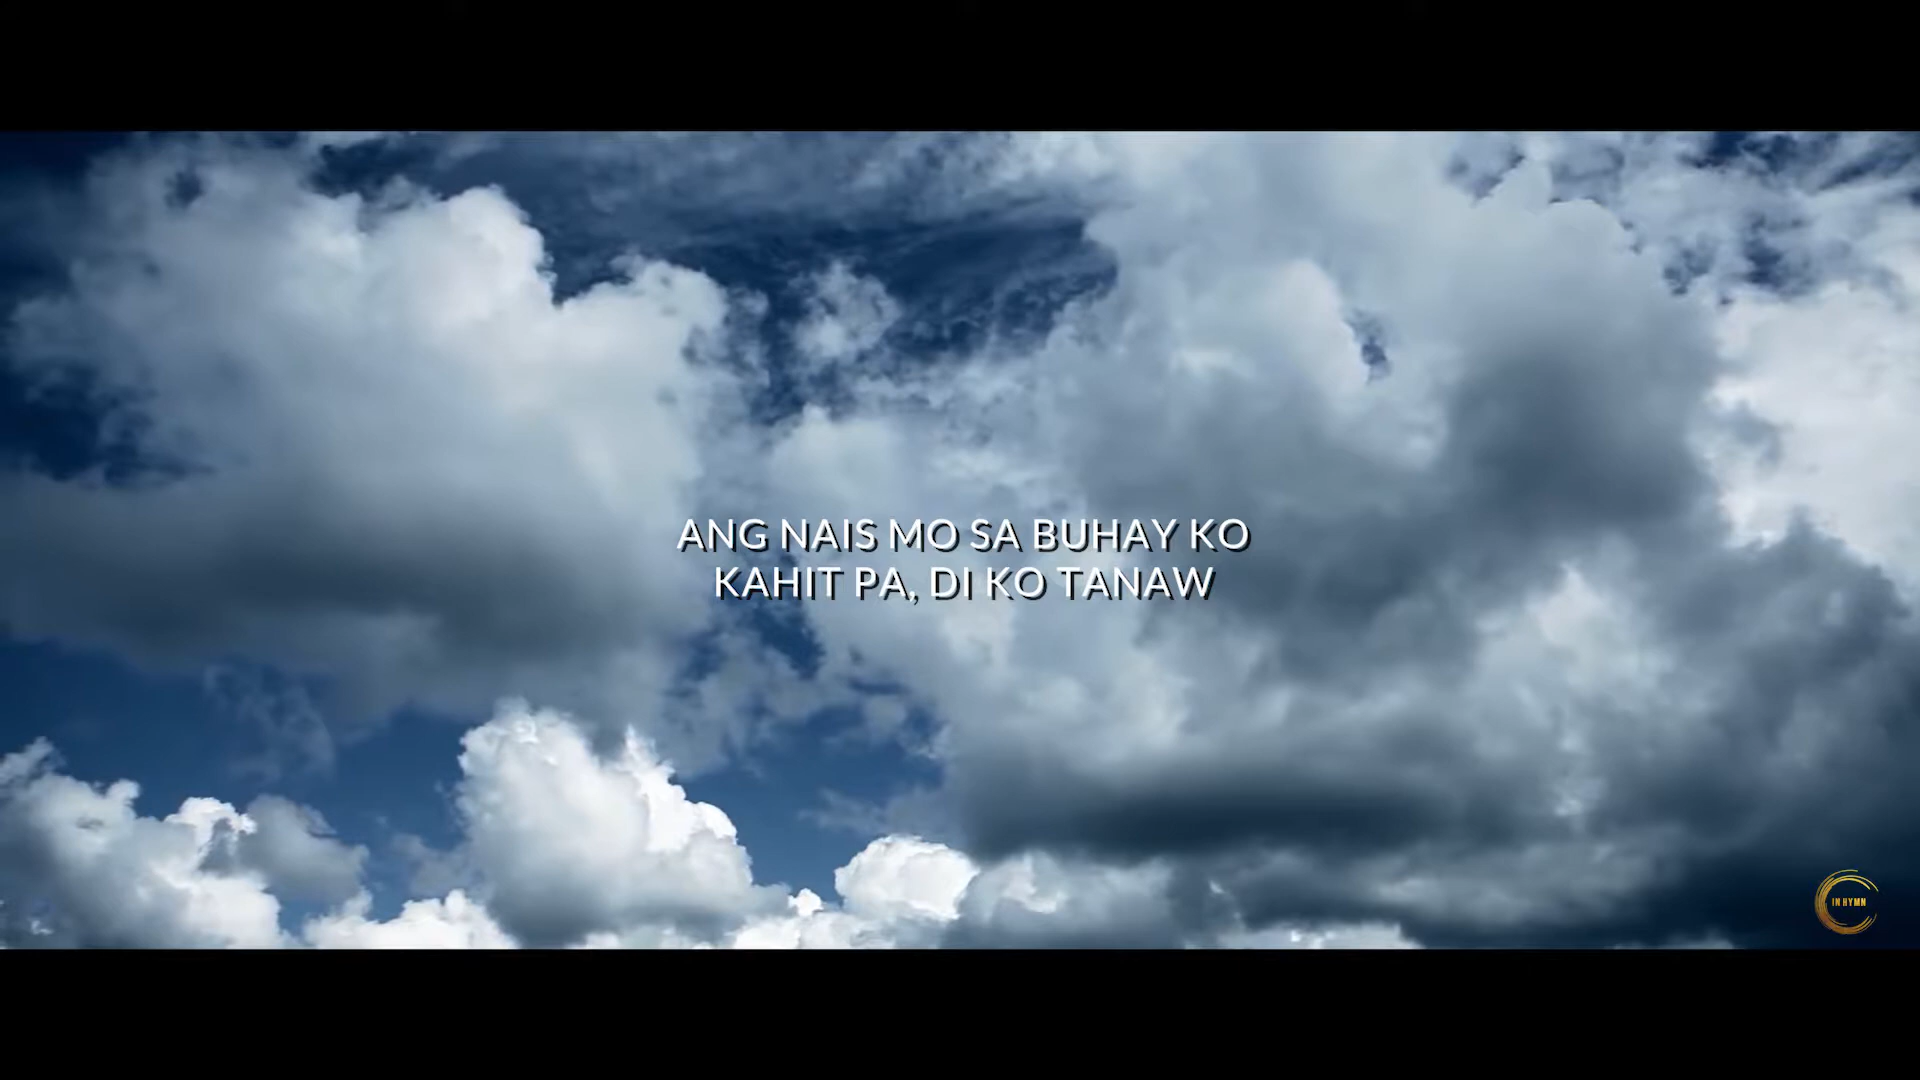 ANG NAIS MO SA BUHAY KO
KAHIT PA, DI KO TANAW
IN HYMN